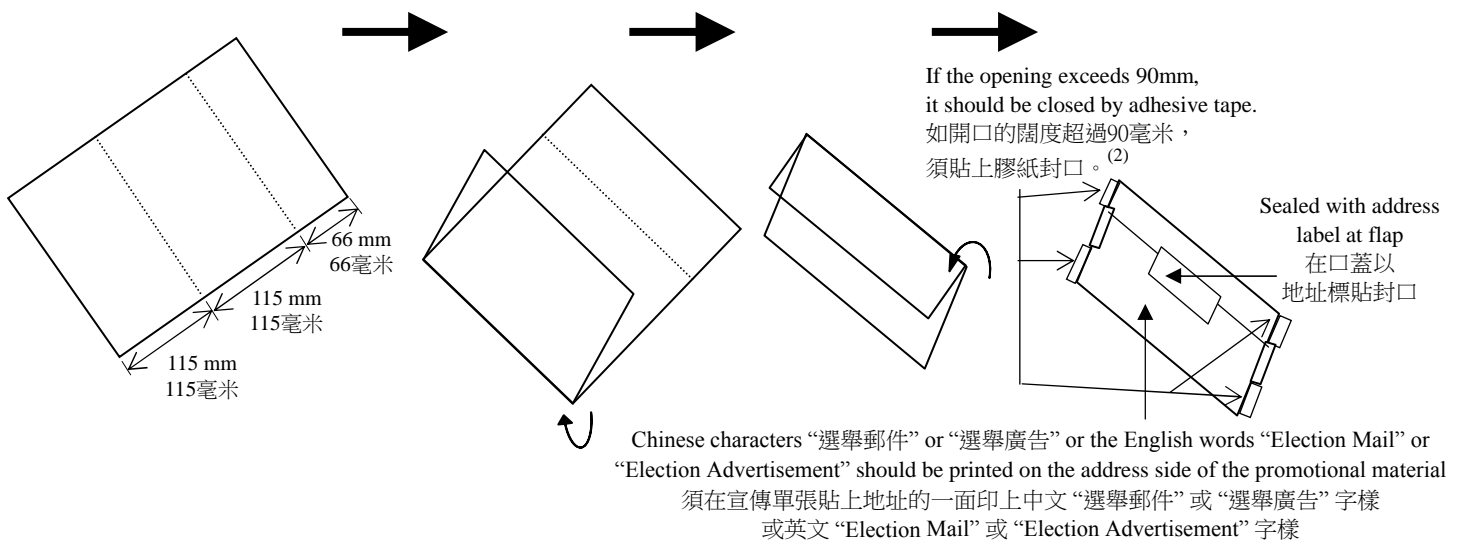 If the opening exceeds 90mm,
it should be closed by adhesive tape.
如開口的闊度超過90毫米，
須貼上膠紙封口。(2)
Sealed with address
label at flap
在口蓋以
地址標貼封口
66 mm
66毫米
115 mm
115毫米
115 mm
115毫米
Chinese characters “選舉郵件” or “選舉廣告” or the English words “Election Mail” or
“Election Advertisement” should be printed on the address side of the promotional material
須在宣傳單張貼上地址的一面印上中文 “選舉郵件” 或 “選舉廣告” 字樣
或英文 “Election Mail” 或 “Election Advertisement” 字樣